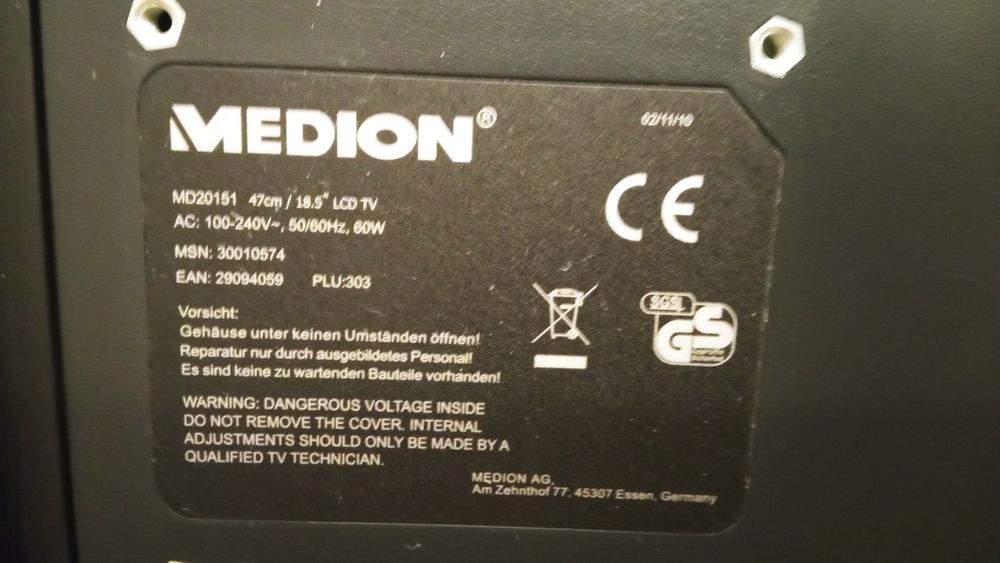 MEDION®
02/11/10
MD20151 47cm / 18.5" LCD TV
AC: 100-240V~, 50/60Hz, 60W
MSN: 30010574
EAN: 29094059 PLU:303
CE
Vorsicht:
Gehäuse unter keinen Umständen öffnen!
Reparatur nur durch ausgebildetes Personal!
Es sind keine zu wartenden Bauteile vorhanden!
SGS
GS
WARNING: DANGEROUS VOLTAGE INSIDE
DO NOT REMOVE THE COVER. INTERNAL
ADJUSTMENTS SHOULD ONLY BE MADE BY A
QUALIFIED TV TECHNICIAN.
MEDION AG,
Am Zehnthof 77, 45307 Essen, Germany